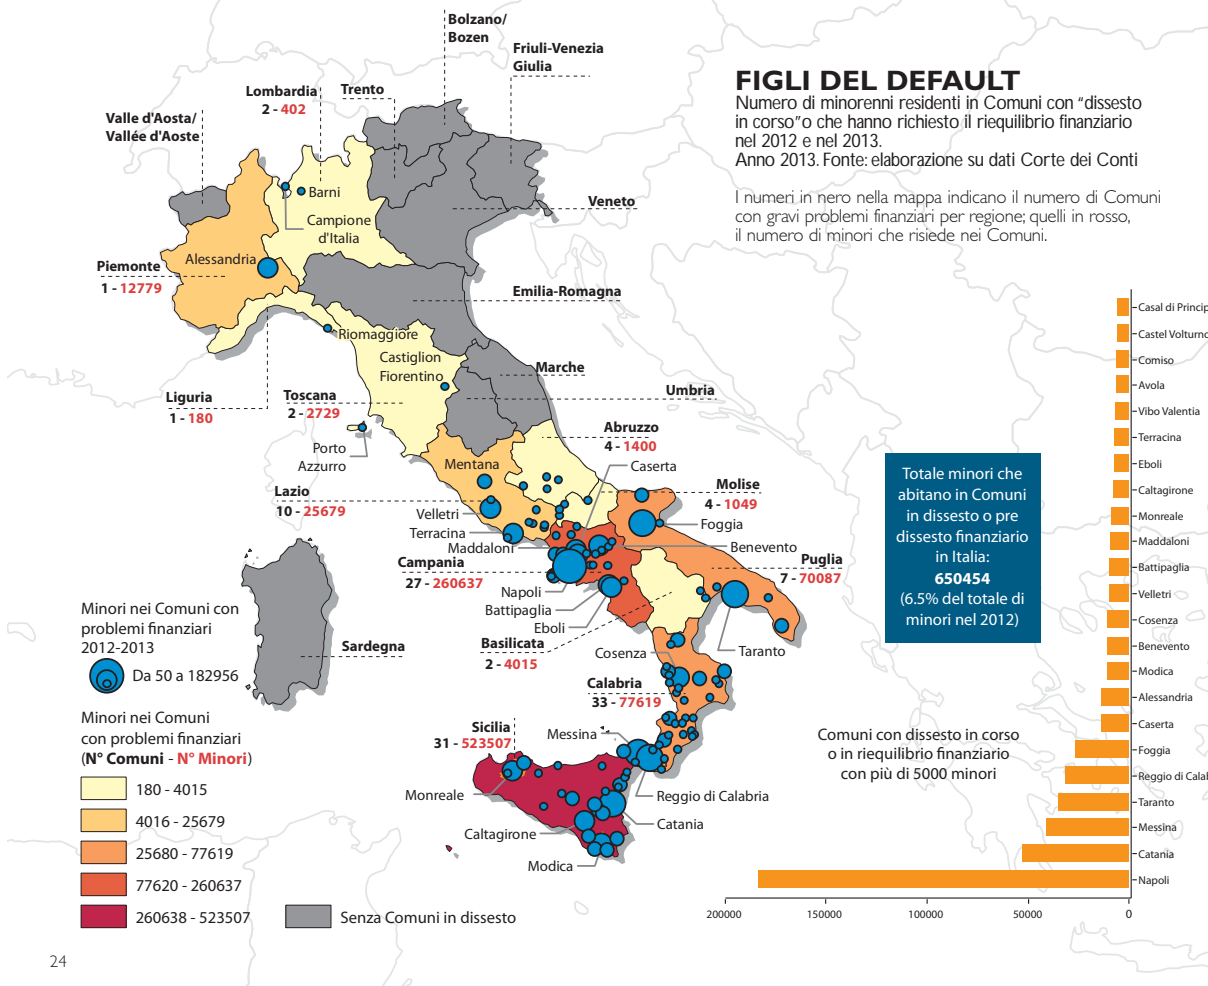 Bolzano/
Bozen
Friuli-Venezia
Giulia
Lombardia
2 - 402
Trento
Valle d'Aosta/
Vallée d'Aoste
FIGLI DEL DEFAULT
Numero di minorenni residenti in Comuni con “dissesto
in corso”o che hanno richiesto il riequilibrio finanziario
nel 2012 e nel 2013.
Anno 2013. Fonte: elaborazione su dati Corte dei Conti
I numeri in nero nella mappa indicano il numero di Comuni
con gravi problemi finanziari per regione; quelli in rosso,
il numero di minori che risiede nei Comuni.
Barni
Campione
d'Italia
Veneto
Alessandria
Piemonte
1 - 12779
Emilia-Romagna
Riomaggiore
Castiglion
Fiorentino
Marche
Umbria
Liguria
1 - 180
Toscana
2 - 2729
Porto
Azzurro
Abruzzo
4 - 1400
Mentana
Caserta
Molise
4 - 1049
Lazio
10 - 25679
Velletri
Terracina
Maddaloni
Foggia
Benevento
Campania
27 - 260637
Puglia
7 - 70087
Napoli
Battipaglia
Eboli
Basilicata
2 - 4015
Taranto
Cosenza
Calabria
33 - 77619
Sardegna
Sicilia
31 - 523507
Messina
Monreale
Reggio di Calabria
Catania
Caltagirone
Modica
Minori nei Comuni con
problemi finanziari
2012-2013
Da 50 a 182956
Minori nei Comuni
con problemi finanziari
(N° Comuni - N° Minori)
180 - 4015
4016 - 25679
25680 - 77619
77620 - 260637
260638 - 523507
Senza Comuni in dissesto
Totale minori che
abitano in Comuni
in dissesto o pre
dissesto finanziario
in Italia:
650454
(6.5% del totale di
minori nel 2012)
Comuni con dissesto in corso
o in riequilibrio finanziario
con più di 5000 minori
Casal di Princip
Castel Volturno
Comiso
Avola
Vibo Valentia
Terracina
Eboli
Caltagirone
Monreale
Maddaloni
Battipaglia
Velletri
Cosenza
Benevento
Modica
Alessandria
Caserta
Foggia
Reggio di Calal
Taranto
Messina
Catania
Napoli
200000
150000
100000
50000
0
24